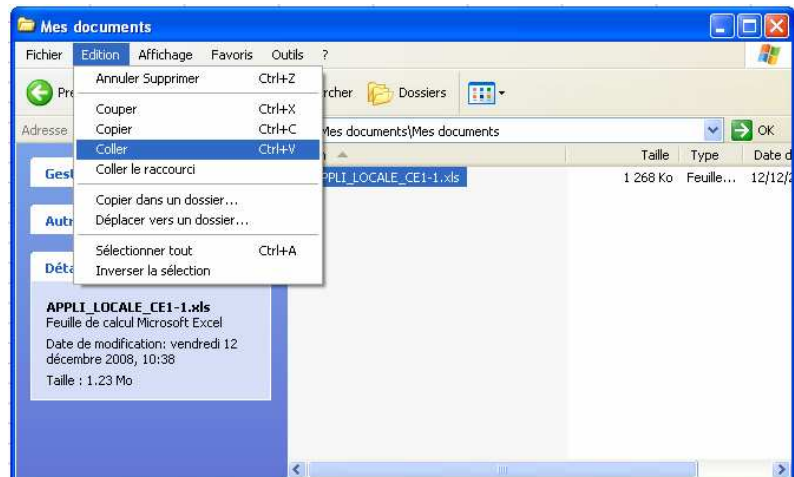 Mes documents
Fichier Edition Affichage Favoris Outils ?
Annuler Supprimer Ctrl+Z
Dossiers
Couper Ctrl+X
Copier Ctrl+C
Coller Ctrl+V
Coller le raccourci
Copier dans un dossier...
Déplacer vers un dossier...
Sélectionner tout Ctrl+A
Inverser la sélection
Adresse Mes documents\Mes documents OK
Taille Type Date d
PPLI_LOCALE_CE1-1.xls 1 268 Ko Feuille... 12/12/2
Gest
Autr
Déta
APPLI_LOCALE_CE1-1.xls
Feuille de calcul Microsoft Excel
Date de modification: vendredi 12
décembre 2008, 10:38
Taille : 1.23 Mo